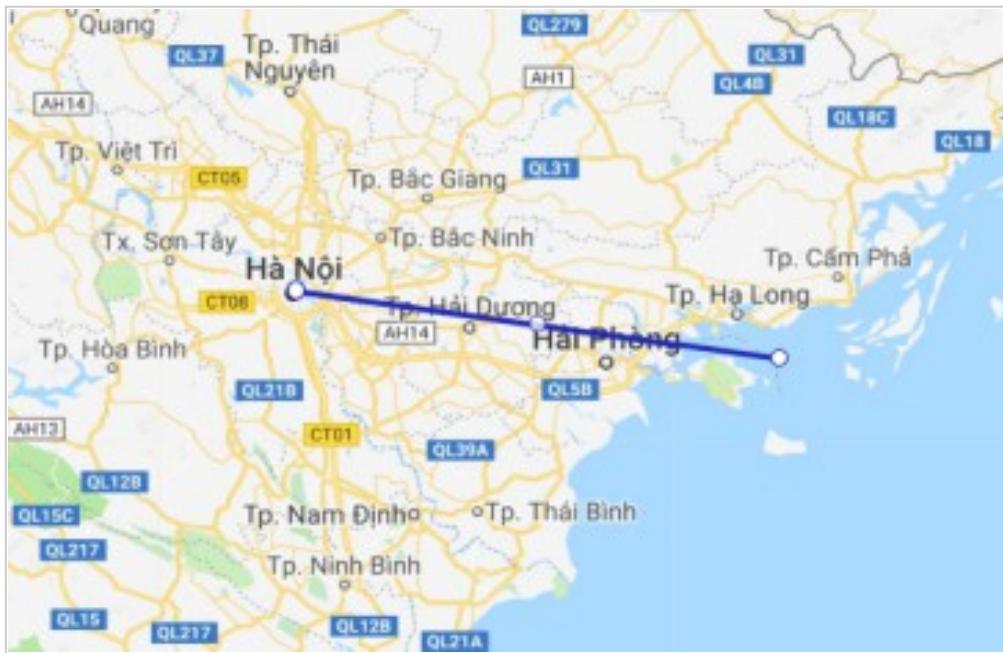 Quang
QL37
Tp. Thái
Nguyên
QL279
QL31
AH1
QL4B
AH14
QL18C
QL18
Tp. Việt Trì
CT05
QL31
Tp. Bắc Giang
Tx. Sơn Tây
Tp. Bắc Ninh
Hà Nội
Tp. Cẩm Phả
CT08
Tp. Hải Dương
Tp. Hạ Long
AH14
Tp. Hòa Bình
Hải Phòng
QL21B
QL5B
AH13
CT01
QL39A
QL12B
QL15C
Tp. Nam Định
Tp. Thái Bình
QL217
Tp. Ninh Bình
QL15
QL217
QL12B
QL21A